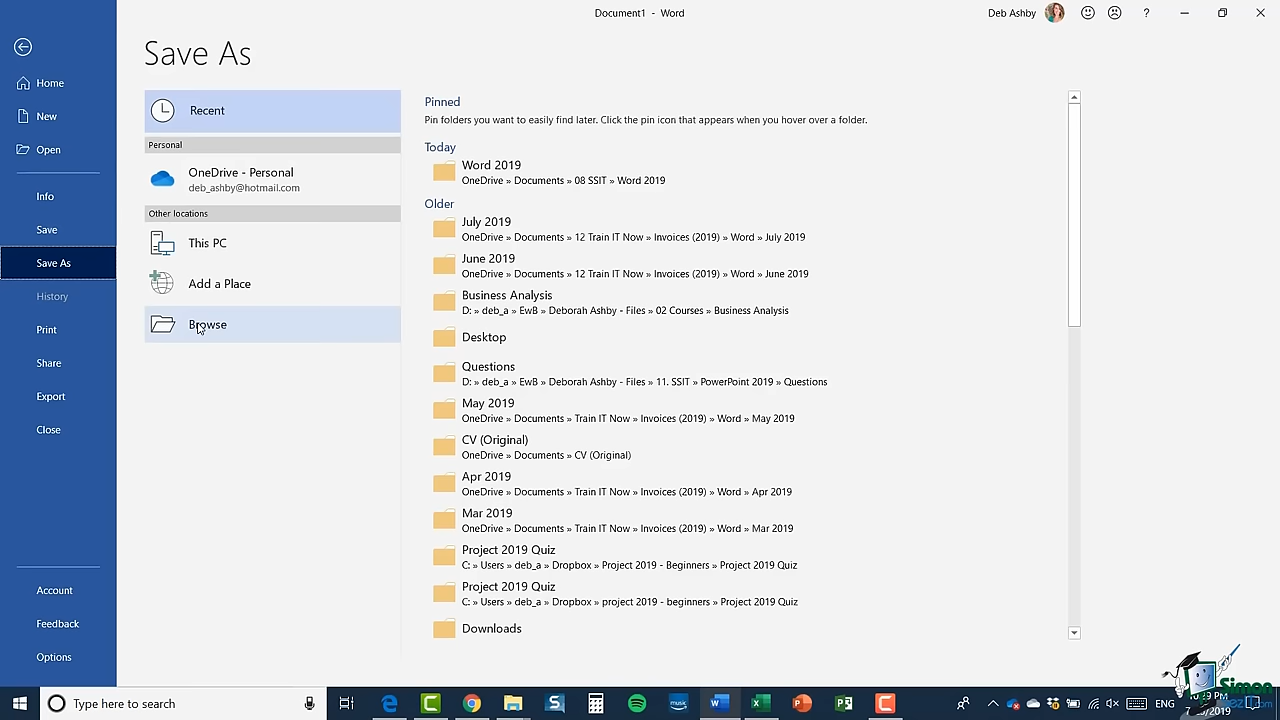 Document1 - Word
Deb Ashby
?
Save As
Home
New
Open
Info
Save
Save As
History
Print
Share
Export
Close
Account
Feedback
Options
Recent
Personal
OneDrive - Personal
deb_ashby@hotmail.com
Other locations
This PC
Add a Place
Browse
Pinned
Pin folders you want to easily find later. Click the pin icon that appears when you hover over a folder.
Today
Word 2019
OneDrive » Documents » 08 SSIT » Word 2019
Older
July 2019
OneDrive » Documents » 12 Train IT Now » Invoices (2019) » Word » July 2019
June 2019
OneDrive » Documents » 12 Train IT Now » Invoices (2019) » Word » June 2019
Business Analysis
D: » deb_a » EwB » Deborah Ashby - Files » 02 Courses » Business Analysis
Desktop
Questions
D: » deb_a » EwB » Deborah Ashby - Files » 11. SSIT » PowerPoint 2019 » Questions
May 2019
OneDrive » Documents » Train IT Now » Invoices (2019) » Word » May 2019
CV (Original)
OneDrive » Documents » CV (Original)
Apr 2019
OneDrive » Documents » Train IT Now » Invoices (2019) » Word » Apr 2019
Mar 2019
OneDrive » Documents » Train IT Now » Invoices (2019) » Word » Mar 2019
Project 2019 Quiz
C: » Users » deb_a » Dropbox » Project 2019 - Beginners » Project 2019 Quiz
Project 2019 Quiz
C: » Users » deb_a » Dropbox » project 2019 - beginners » Project 2019 Quiz
Downloads
Type here to search
music
ENG
Simon